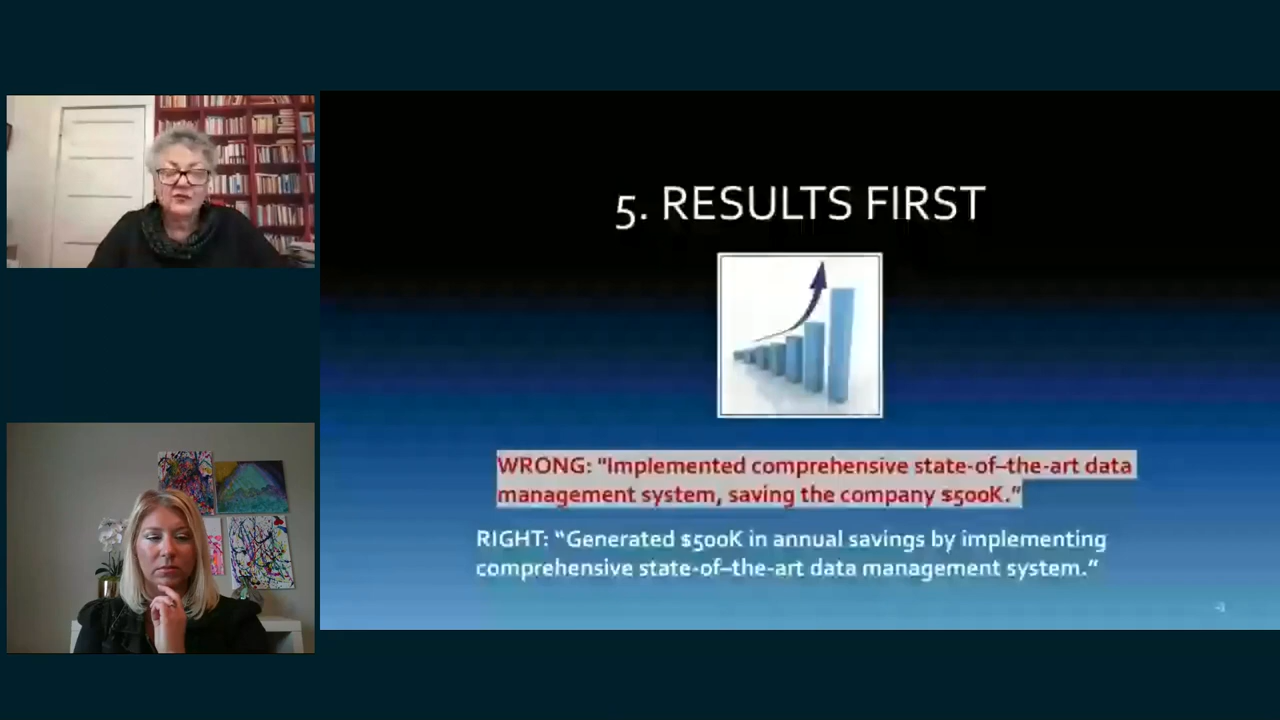 5. RESULTS FIRST
WRONG: "Implemented comprehensive state-of–the-art data
management system, saving the company $500K."
RIGHT: "Generated $500K in annual savings by implementing
comprehensive state-of–the-art data management system."